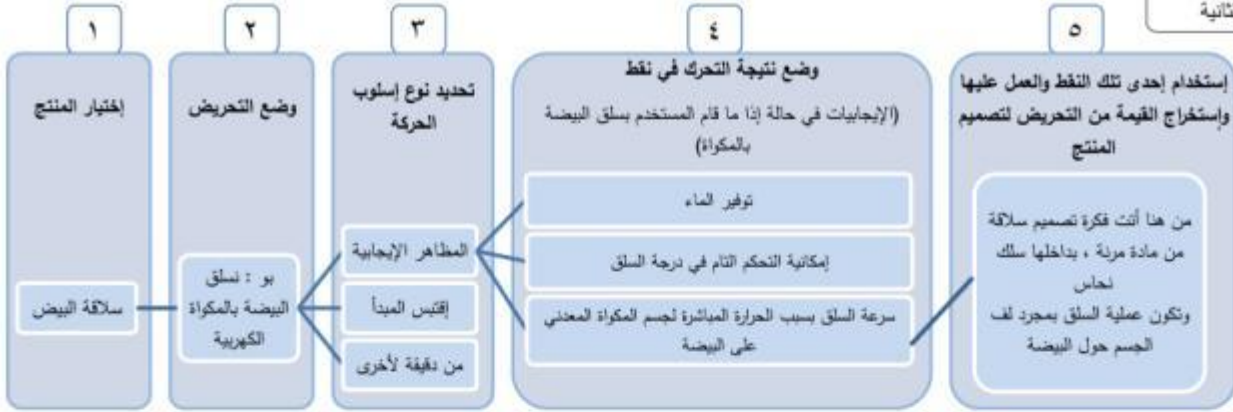 ثانية
١
إختيار المنتج
سلاقة البيض
٢
وضع التحريض
بو : نسلق
البيضة بالمكواة
الكهربية
٣
تحديد نوع إسلوب
الحركة
المظاهر الإيجابية
إقتبس المبدأ
من دقيقة لأخرى
٤
وضع نتيجة التحرك في نقط
(الإيجابيات في حالة إذا ما قام المستخدم بسلق البيضة
بالمكواة)
توفير الماء
إمكانية التحكم التام في درجة السلق
سرعة السلق بسبب الحرارة المباشرة لجسم المكواة المعدني
على البيضة
٥
إستخدام إحدى تلك النقط والعمل عليها
وإستخراج القيمة من التحريض لتصميم
المنتج
من هنا أتت فكرة تصميم سلاقة
من مادة مرنة ، بداخلها سلك
نحاس
وتكون عملية السلق بمجرد لف
الجسم حول البيضة